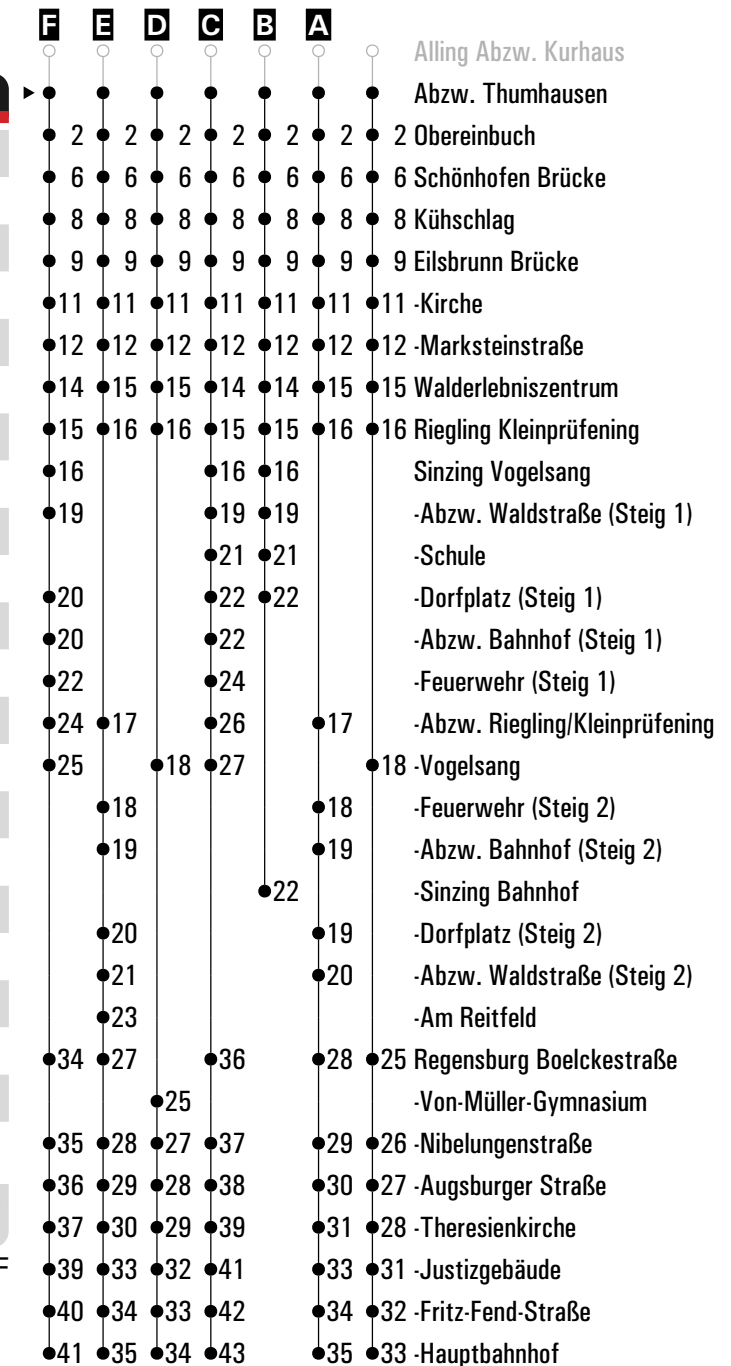 F E D C B A
Alling Abzw. Kurhaus
Abzw. Thumhausen
2 2 2 2 2 2 2 Obereinbuch
6 6 6 6 6 6 6 Schönhofen Brücke
8 8 8 8 8 8 8 Kühschlag
9 9 9 9 9 9 9 Eilsbrunn Brücke
11 11 11 11 11 11 11 -Kirche
12 12 12 12 12 12 12 -Marksteinstraße
14 15 15 14 14 15 15 Walderlebniszentrum
15 16 16 15 15 16 16 Riegling Kleinprüfening
16 16 16 Sinzing Vogelsang
19 19 19 -Abzw. Waldstraße (Steig 1)
21 21 -Schule
20 22 22 -Dorfplatz (Steig 1)
20 22 -Abzw. Bahnhof (Steig 1)
22 24 -Feuerwehr (Steig 1)
24 17 26 17 -Abzw. Riegling/Kleinprüfening
25 18 27 18 -Vogelsang
18 18 -Feuerwehr (Steig 2)
19 19 -Abzw. Bahnhof (Steig 2)
22 -Sinzing Bahnhof
20 19 -Dorfplatz (Steig 2)
21 20 -Abzw. Waldstraße (Steig 2)
23 -Am Reitfeld
34 27 36 28 25 Regensburg Boelckestraße
25 -Von-Müller-Gymnasium
35 28 27 37 29 26 -Nibelungenstraße
36 29 28 38 30 27 -Augsburger Straße
37 30 29 39 31 28 -Theresienkirche
39 33 32 41 33 31 -Justizgebäude
40 34 33 42 34 32 -Fritz-Fend-Straße
41 35 34 43 35 33 -Hauptbahnhof